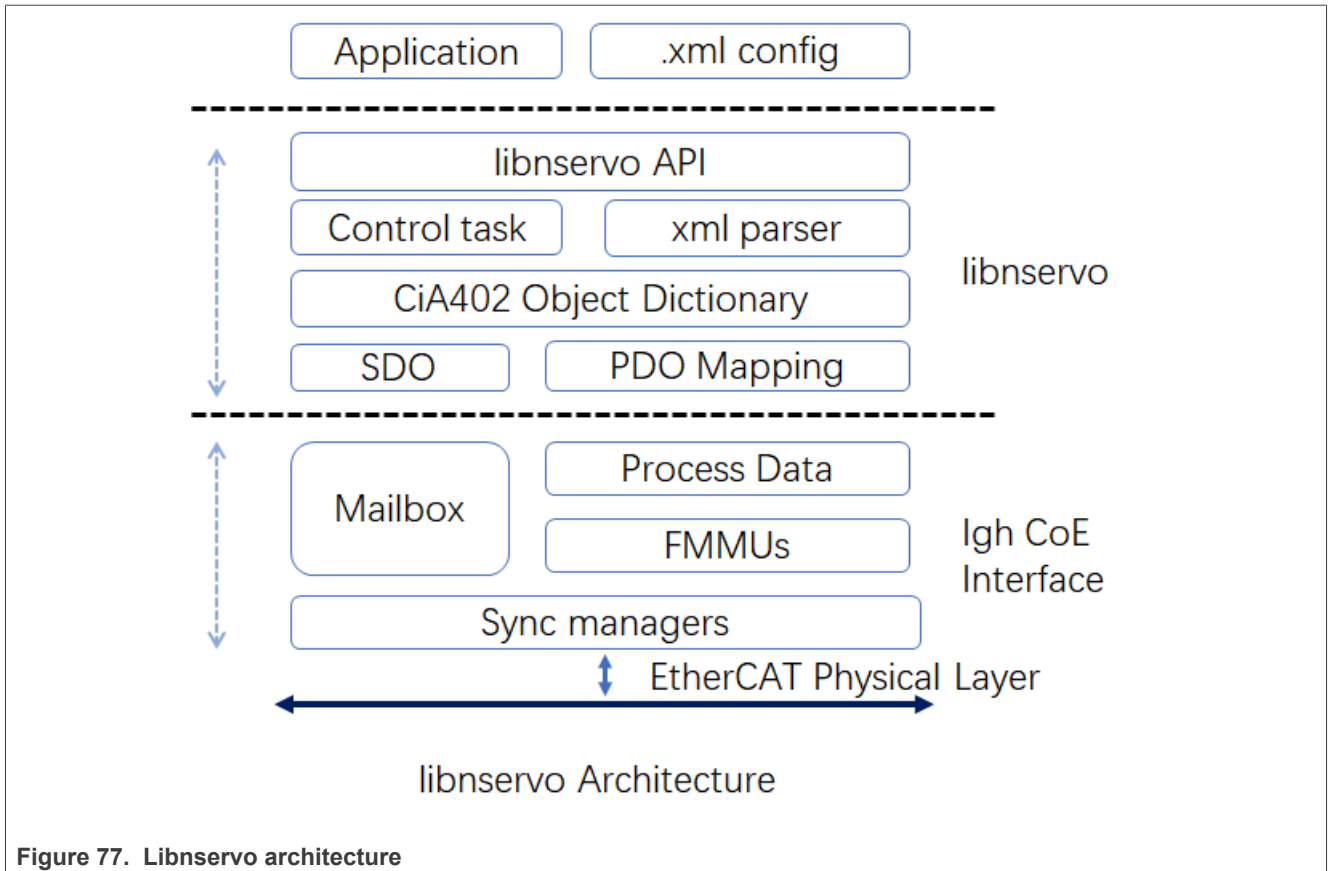 Application
.xml config
libnservo API
Control task
xml parser
libnservo
CiA402 Object Dictionary
SDO
PDO Mapping
Mailbox
Process Data
FMMUs
Igh CoE
Interface
Sync managers
EtherCAT Physical Layer
libnservo Architecture
Figure 77. Libnservo architecture